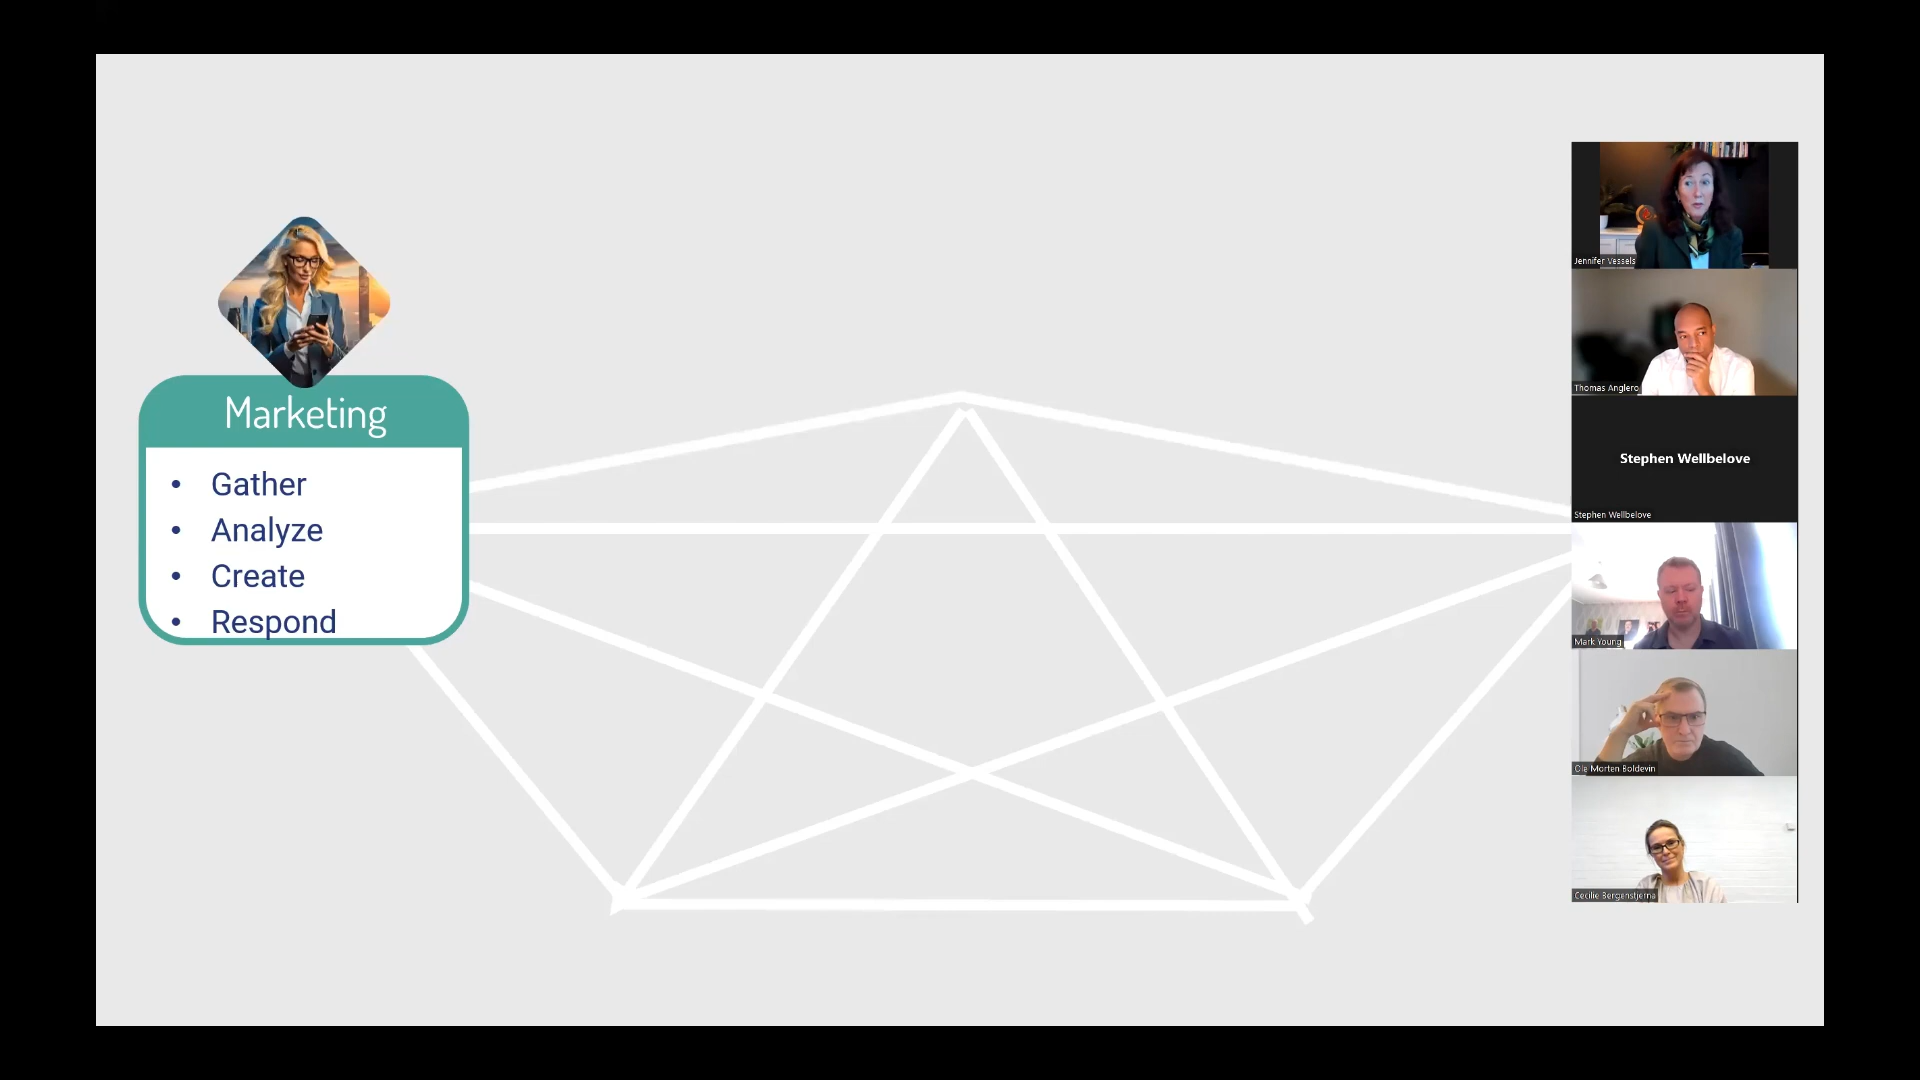 Marketing
• Gather
• Analyze
• Create
• Respond
Jennifer Vessels
Thomas Anglero
Stephen Wellbelove
Stephen Wellbelove
Mark Young
Ole Morten Boldevin
Cecilie Bergenstjerna